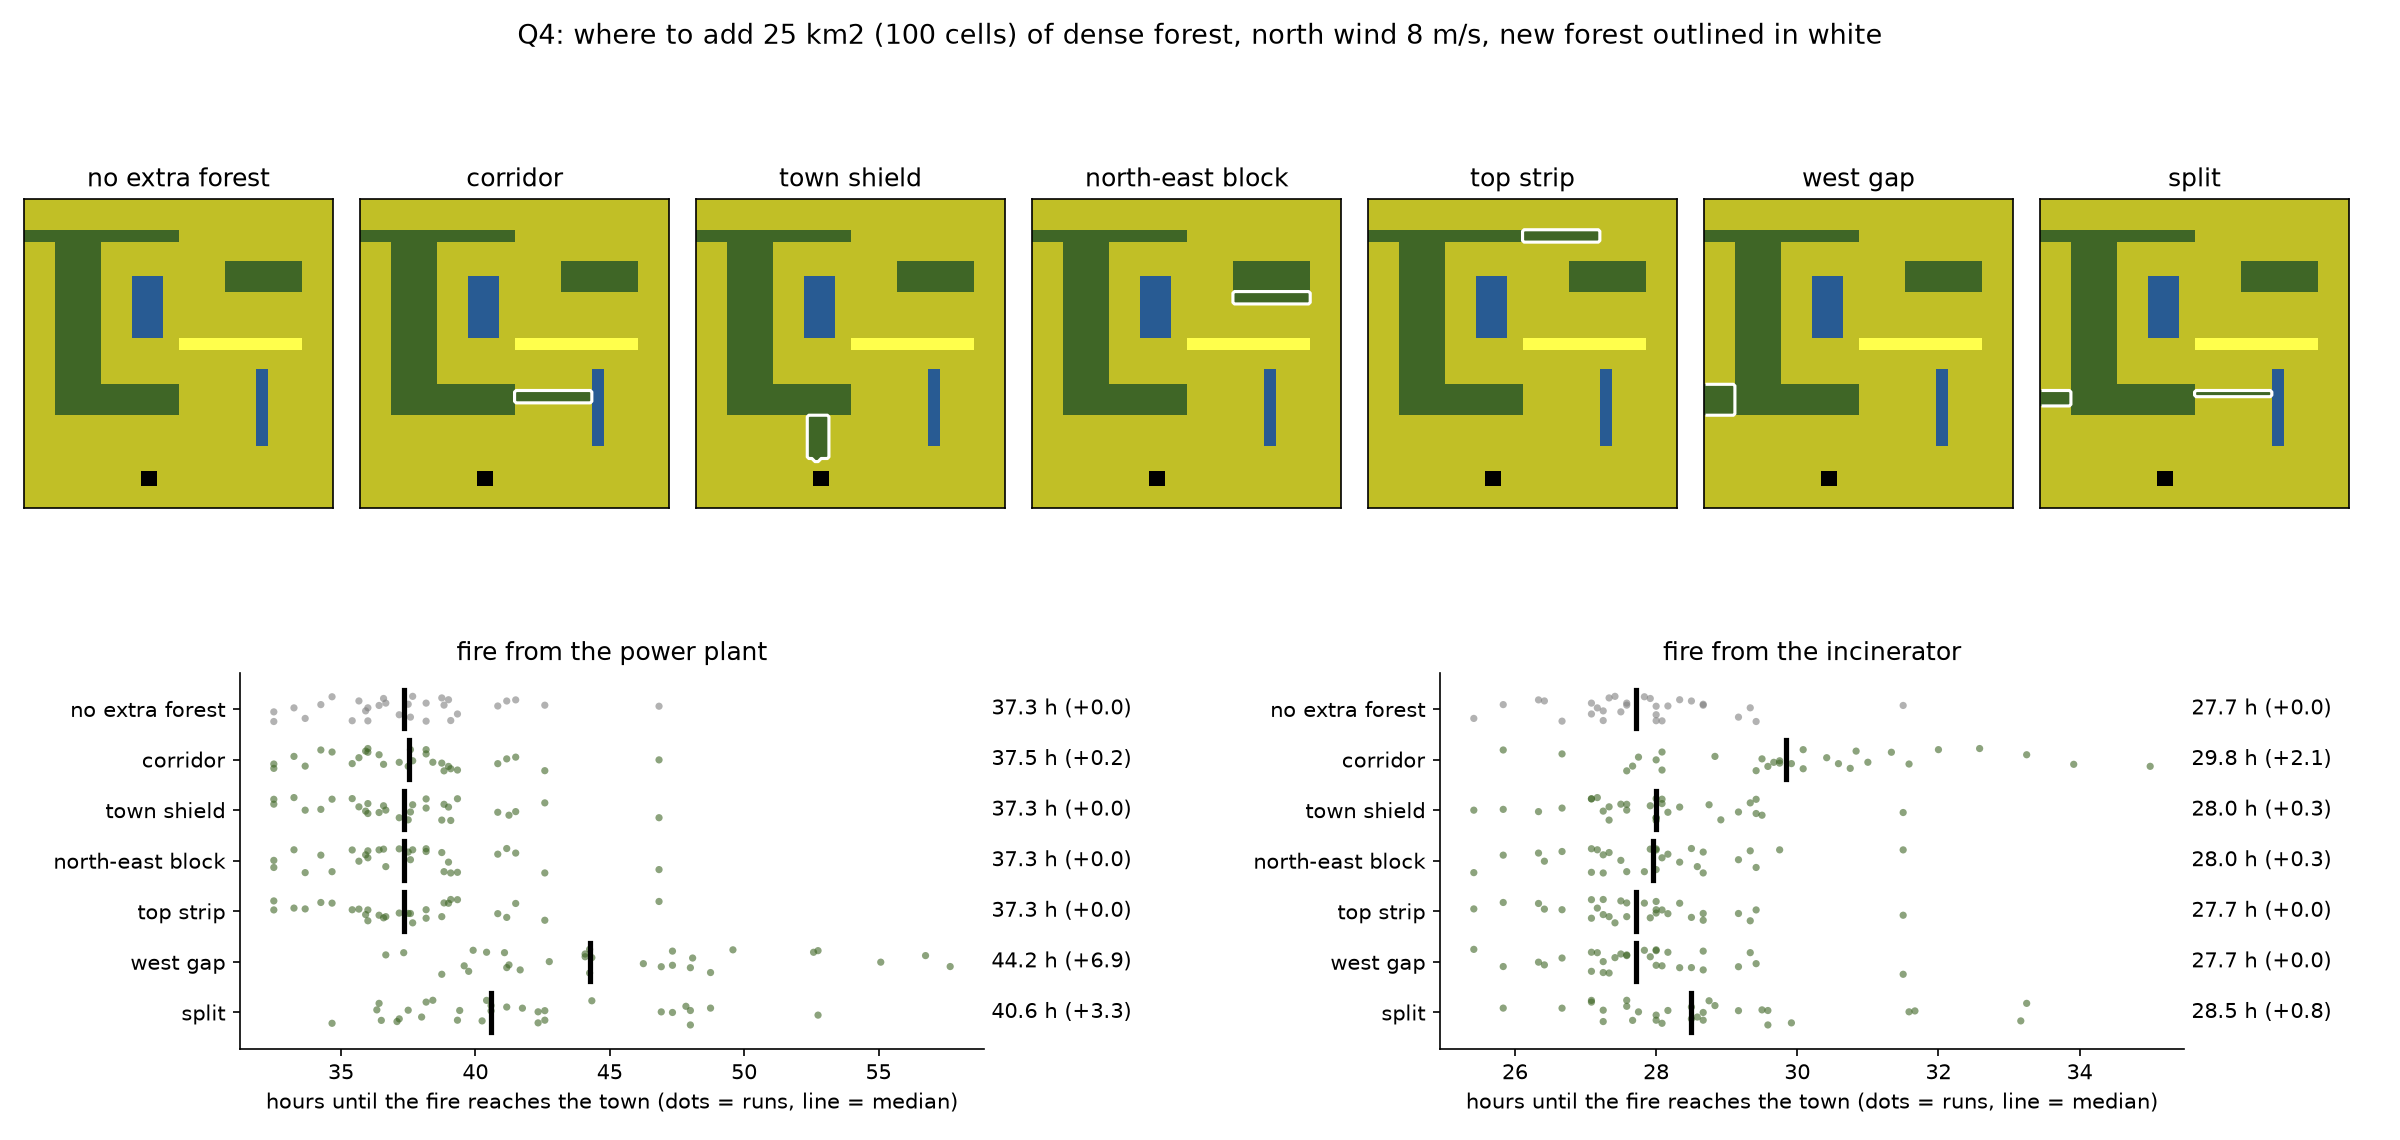 Q4: where to add 25 km2 (100 cells) of dense forest, north wind 8 m/s, new forest outlined in white
no extra forest
corridor
town shield
north-east block
top strip
west gap
split
fire from the power plant
no extra forest
37.3 h (+0.0)
corridor
37.5 h (+0.2)
town shield
37.3 h (+0.0)
north-east block
37.3 h (+0.0)
top strip
37.3 h (+0.0)
west gap
44.2 h (+6.9)
split
40.6 h (+3.3)
35
40
45
50
55
hours until the fire reaches the town (dots = runs, line = median)
fire from the incinerator
no extra forest
27.7 h (+0.0)
corridor
29.8 h (+2.1)
town shield
28.0 h (+0.3)
north-east block
28.0 h (+0.3)
top strip
27.7 h (+0.0)
west gap
27.7 h (+0.0)
split
28.5 h (+0.8)
26
28
30
32
34
hours until the fire reaches the town (dots = runs, line = median)